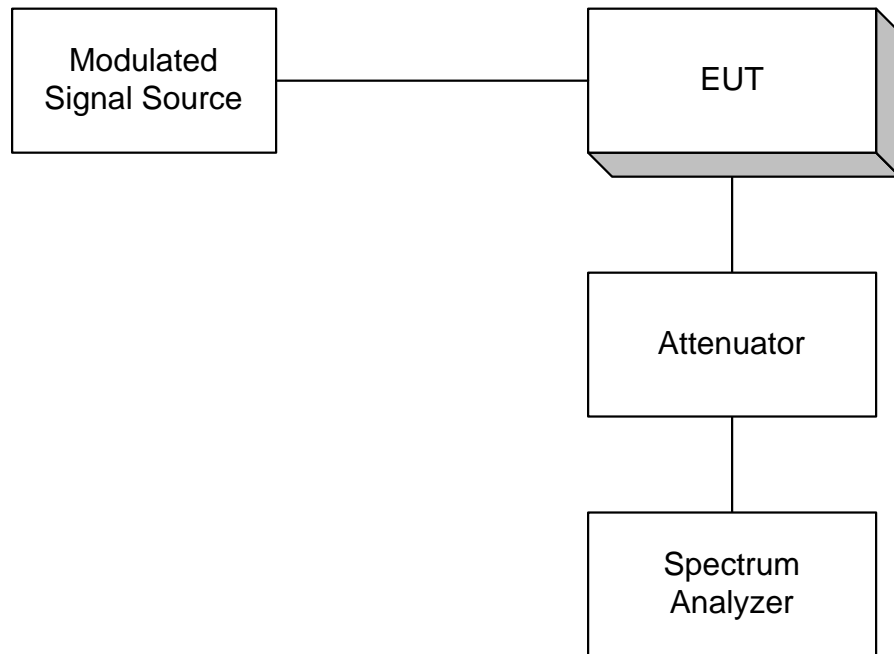 Modulated
Signal Source
EUT
Attenuator
Spectrum
Analyzer